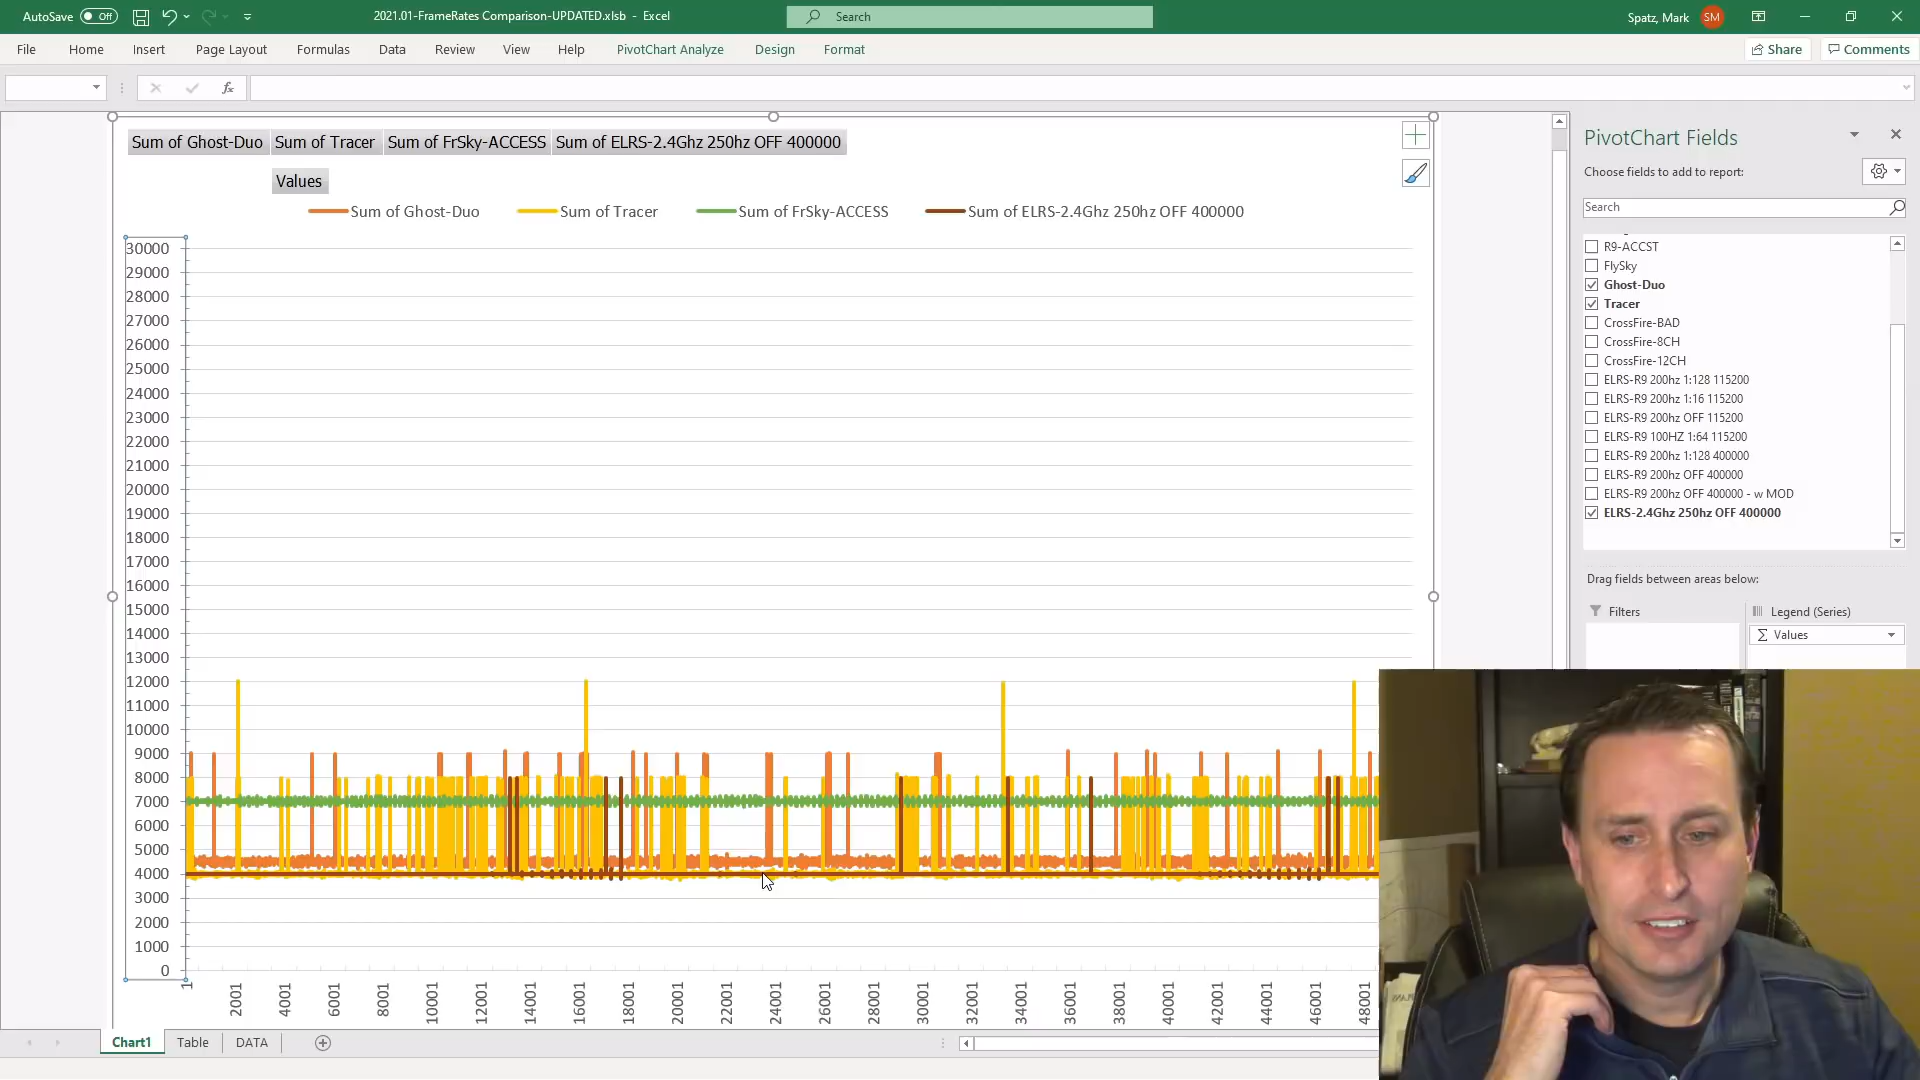 AutoSave Off
2021.01-FrameRates Comparison-UPDATED.xlsb - Excel
Search
Spatz, Mark SM
File Home Insert Page Layout Formulas Data Review View Help PivotChart Analyze Design Format
Share Comments
fx
Sum of Ghost-Duo Sum of Tracer Sum of FrSky-ACCESS Sum of ELRS-2.4Ghz 250hz OFF 400000
Values
Sum of Ghost-Duo Sum of Tracer Sum of FrSky-ACCESS Sum of ELRS-2.4Ghz 250hz OFF 400000
30000
29000
28000
27000
26000
25000
24000
23000
22000
21000
20000
19000
18000
17000
16000
15000
14000
13000
12000
11000
10000
9000
8000
7000
6000
5000
4000
3000
2000
1000
0
1 2001 4001 6001 8001 10001 12001 14001 16001 18001 20001 22001 24001 26001 28001 30001 32001 34001 36001 38001 40001 42001 44001 46001 48001
PivotChart Fields
Choose fields to add to report:
Search
R9-ACCST
FlySky
Ghost-Duo
Tracer
CrossFire-BAD
CrossFire-8CH
CrossFire-12CH
ELRS-R9 200hz 1:128 115200
ELRS-R9 200hz 1:16 115200
ELRS-R9 200hz OFF 115200
ELRS-R9 100HZ 1:64 115200
ELRS-R9 200hz 1:128 400000
ELRS-R9 200hz OFF 400000
ELRS-R9 200hz OFF 400000 - w MOD
ELRS-2.4Ghz 250hz OFF 400000
Drag fields between areas below:
Filters
Legend (Series)
Σ Values
Chart1 Table DATA